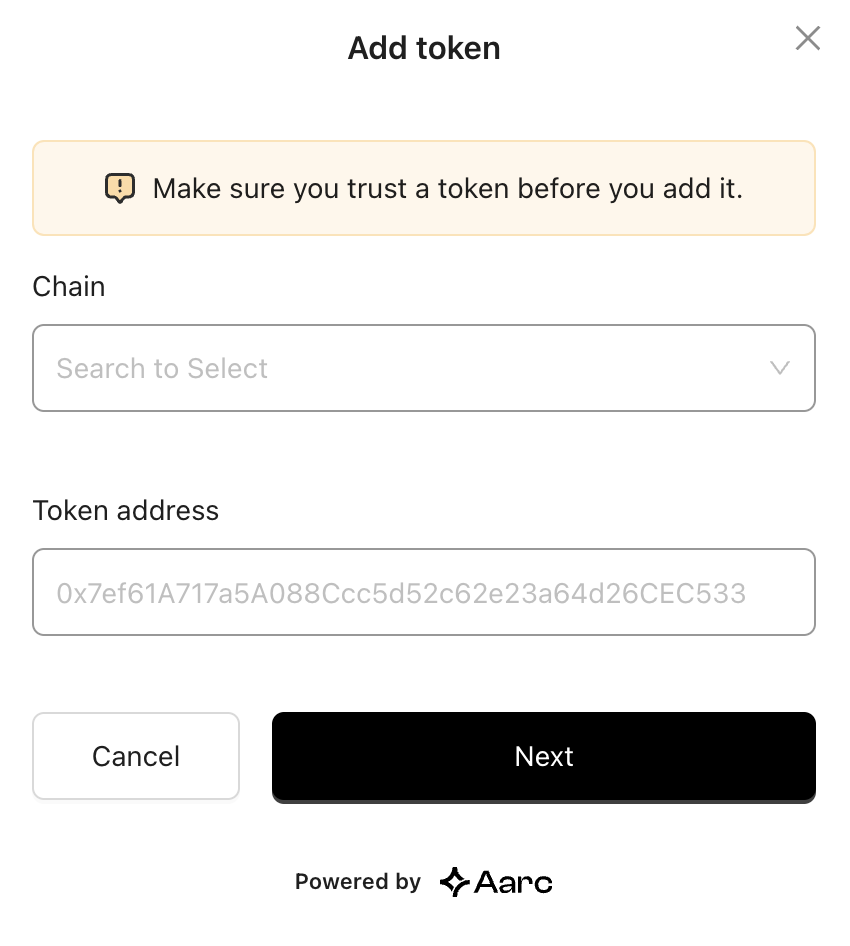 Add token
Make sure you trust a token before you add it.
Chain
Search to Select
Token address
0x7ef61A717a5A088Ccc5d52c62e23a64d26CEC533
Cancel
Next
Powered by Aarc